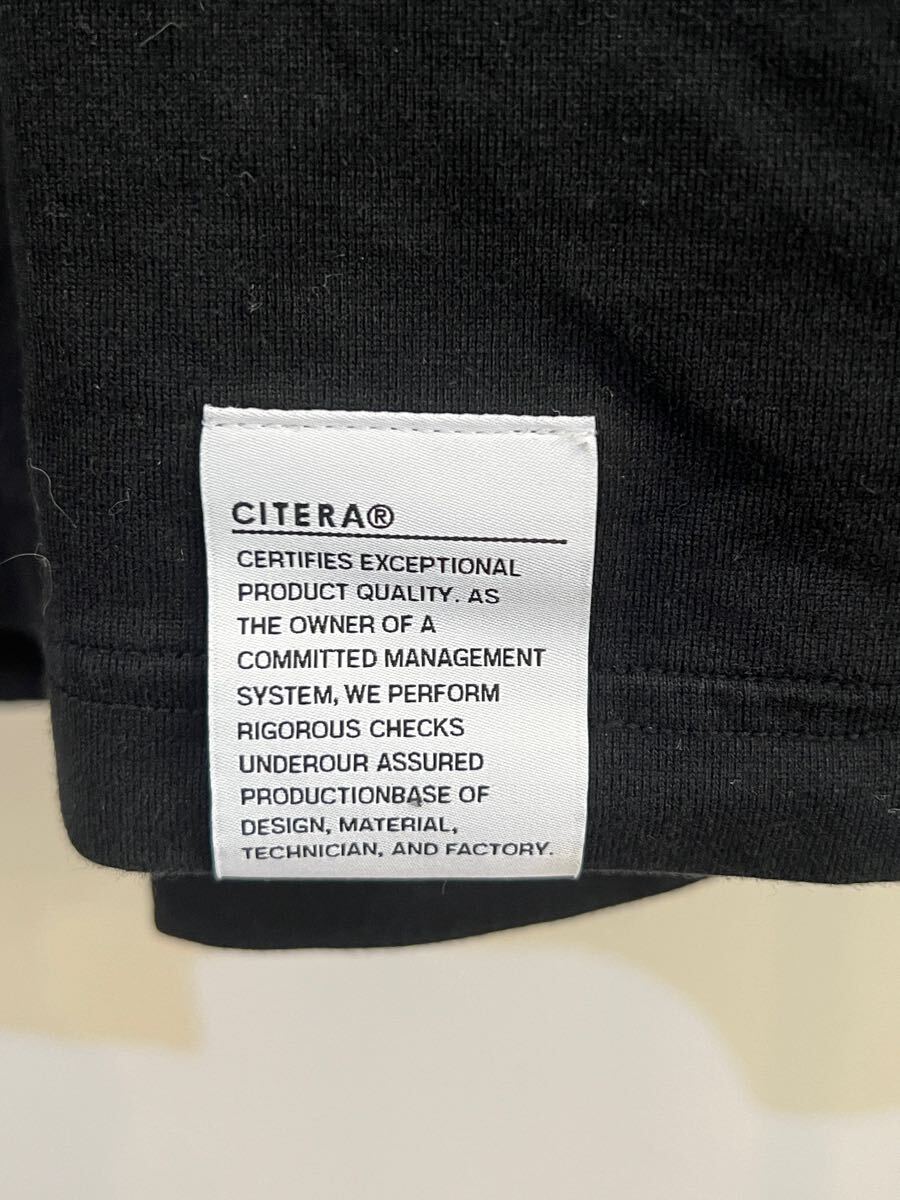 CITERA®
CERTIFIES EXCEPTIONAL
PRODUCT QUALITY. AS
THE OWNER OF A
COMMITTED MANAGEMENT
SYSTEM, WE PERFORM
RIGOROUS CHECKS
UNDEROUR ASSURED
PRODUCTIONBASE OF
DESIGN, MATERIAL,
TECHNICIAN, AND FACTORY.